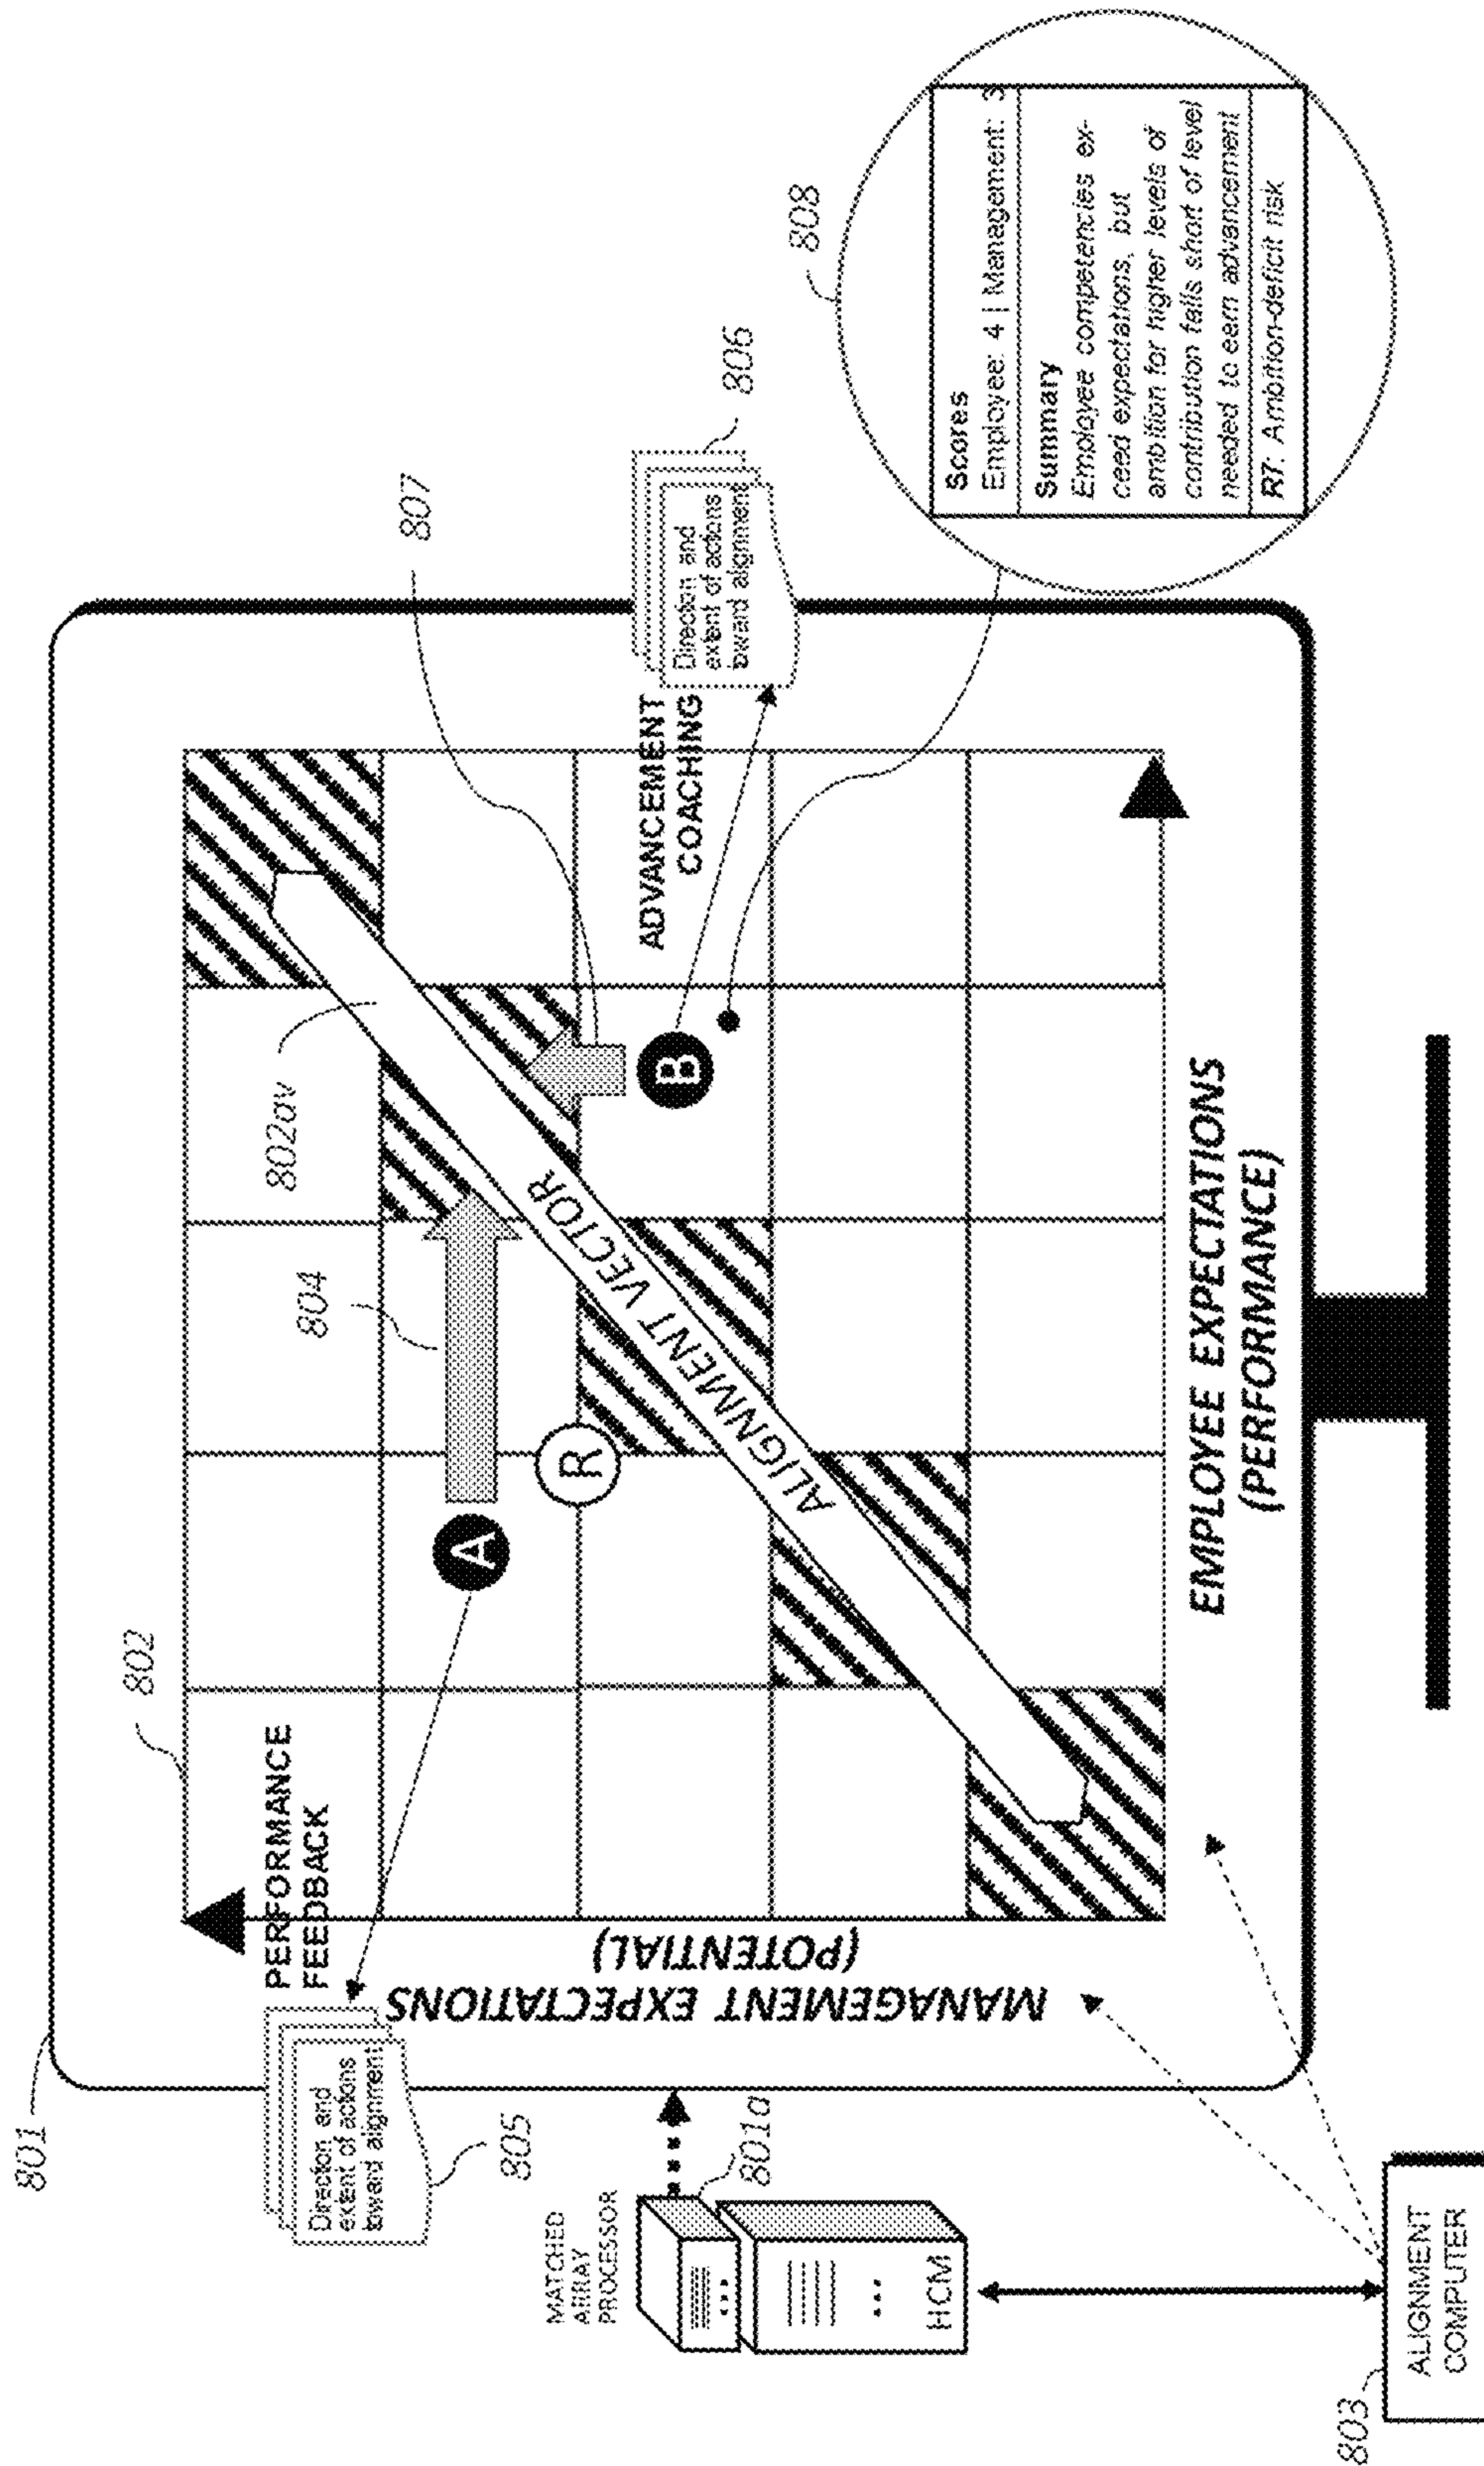 801
802
PERFORMANCE
FEEDBACK
Direction and
extent of actions
toward alignment
805
804
802av
807
ADVANCEMENT
COACHING
Direction and
extent of actions
toward alignment
806
808
A
R
B
ALIGNMENT VECTOR
MANAGEMENT EXPECTATIONS
(POTENTIAL)
EMPLOYEE EXPECTATIONS
(PERFORMANCE)
MATCHED
ARRAY
PROCESSOR
801a
HCM
803
ALIGNMENT
COMPUTER
Scores
Employee: 4 | Management: 3
Summary
Employee competencies ex-
ceed expectations, but
ambition for higher levels of
contribution falls short of level
needed to earn advancement
RT: Ambition-deficit risk